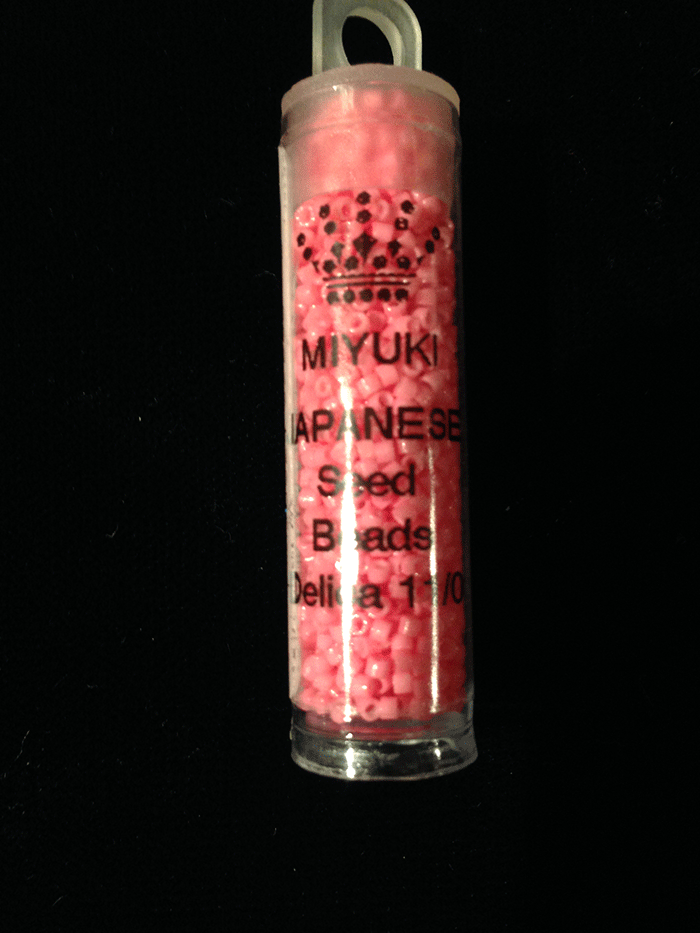 MIYUKI
JAPANESE
Seed
Beads
Delica 11/0